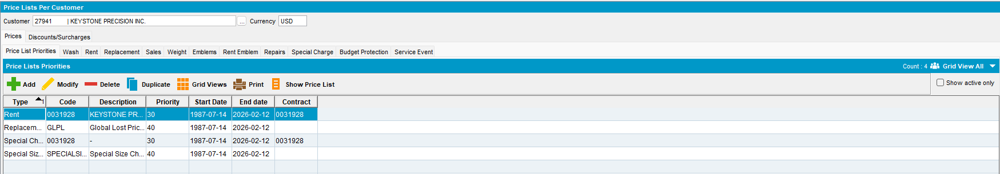 Price Lists Per Customer
Customer 27941 | KEYSTONE PRECISION INC. ... Currency USD
Prices Discounts/Surcharges
Price List Priorities Wash Rent Replacement Sales Weight Emblems Rent Emblem Repairs Special Charge Budget Protection Service Event
Price Lists Priorities Count : 4 Grid View All
Add Modify Delete Duplicate Grid Views Print Show Price List Show active only
Type 1 Code Description Priority Start Date End date Contract
Rent 0031928 KEYSTONE PR... 30 1987-07-14 2026-02-12 0031928
Replacem... GLPL Global Lost Pric... 40 1987-07-14 2026-02-12
Special Ch... 0031928 - 30 1987-07-14 2026-02-12 0031928
Special Siz... SPECIALSI... Special Size Ch... 40 1987-07-14 2026-02-12